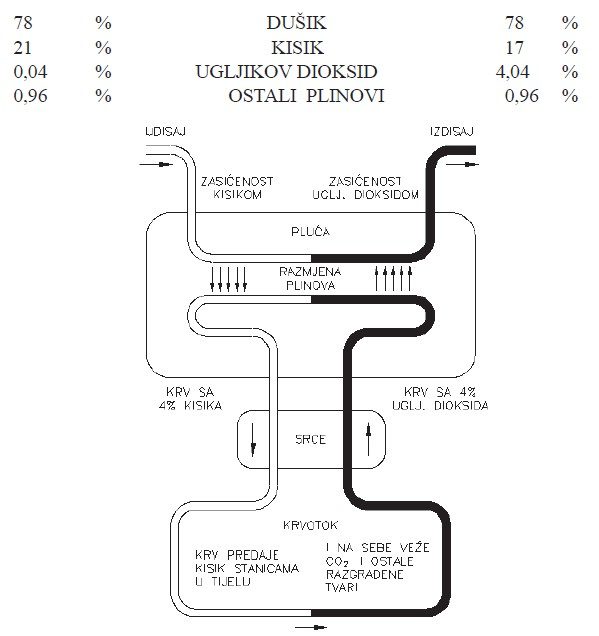 78 % DUŠIK 78 %
21 % KISIK 17 %
0,04 % UGLJIKOV DIOKSID 4,04 %
0,96 % OSTALI PLINOVI 0,96 %
UDISAJ
IZDISAJ
ZASIĆENOST
KISIKOM
ZASIĆENOST
UGLJ. DIOKSIDOM
PLUĆA
RAZMJENA
PLINOVA
KRV SA
4% KISIKA
KRV SA 4%
UGLJ. DIOKSIDA
SRCE
KRVOTOK
KRV PREDAJE
KISIK STANICAMA
U TIJELU
I NA SEBE VEŽE
CO₂ I OSTALE
RAZGRAĐENE
TVARI